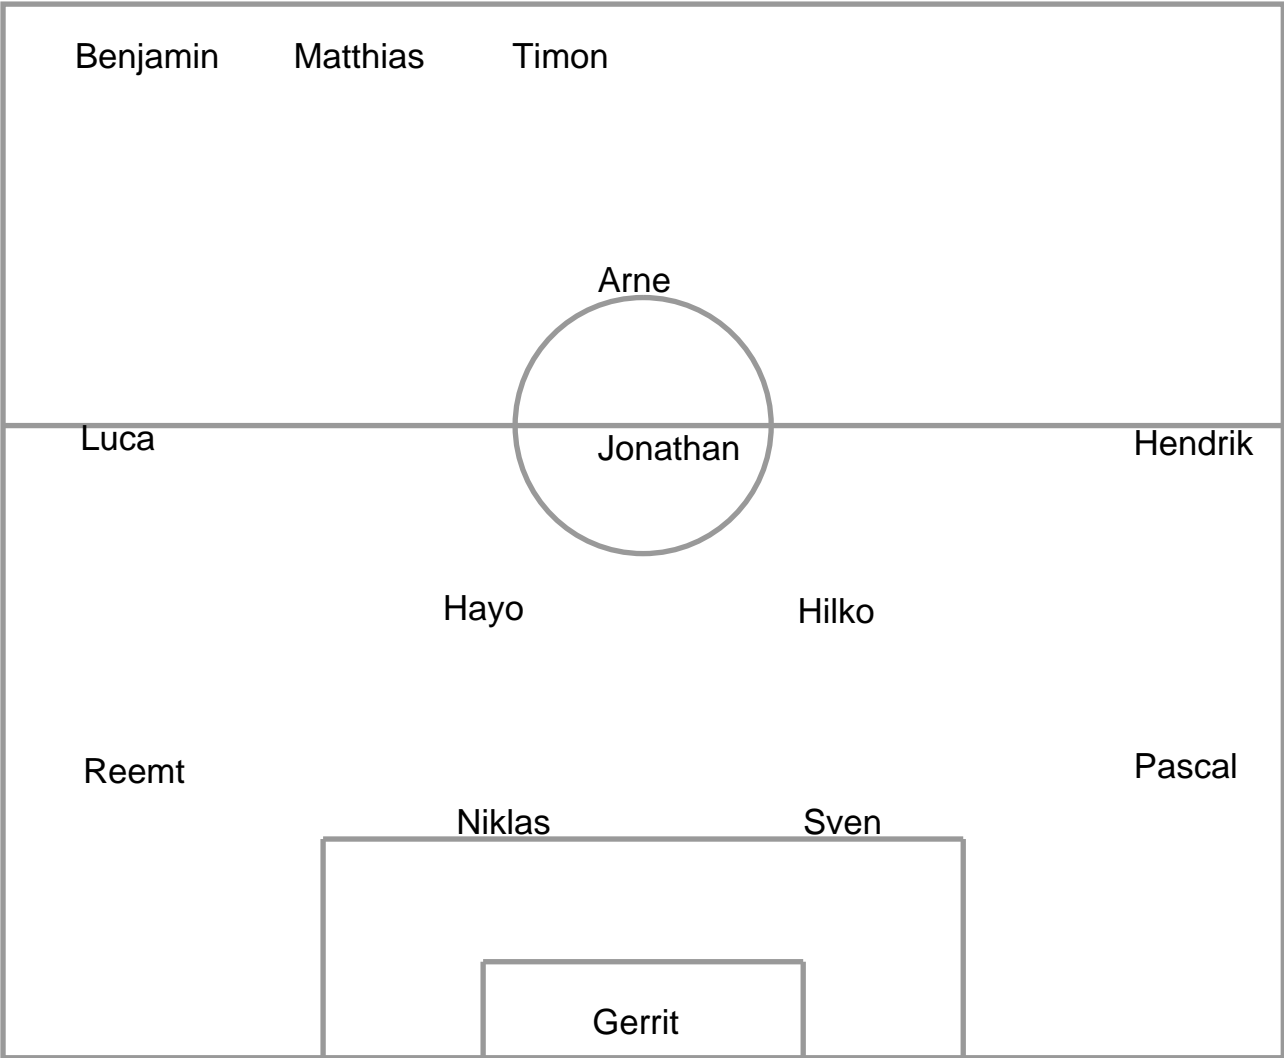 Benjamin Matthias Timon
Arne
Luca Jonathan Hendrik
Hayo Hilko
Reemt Pascal
Niklas Sven
Gerrit